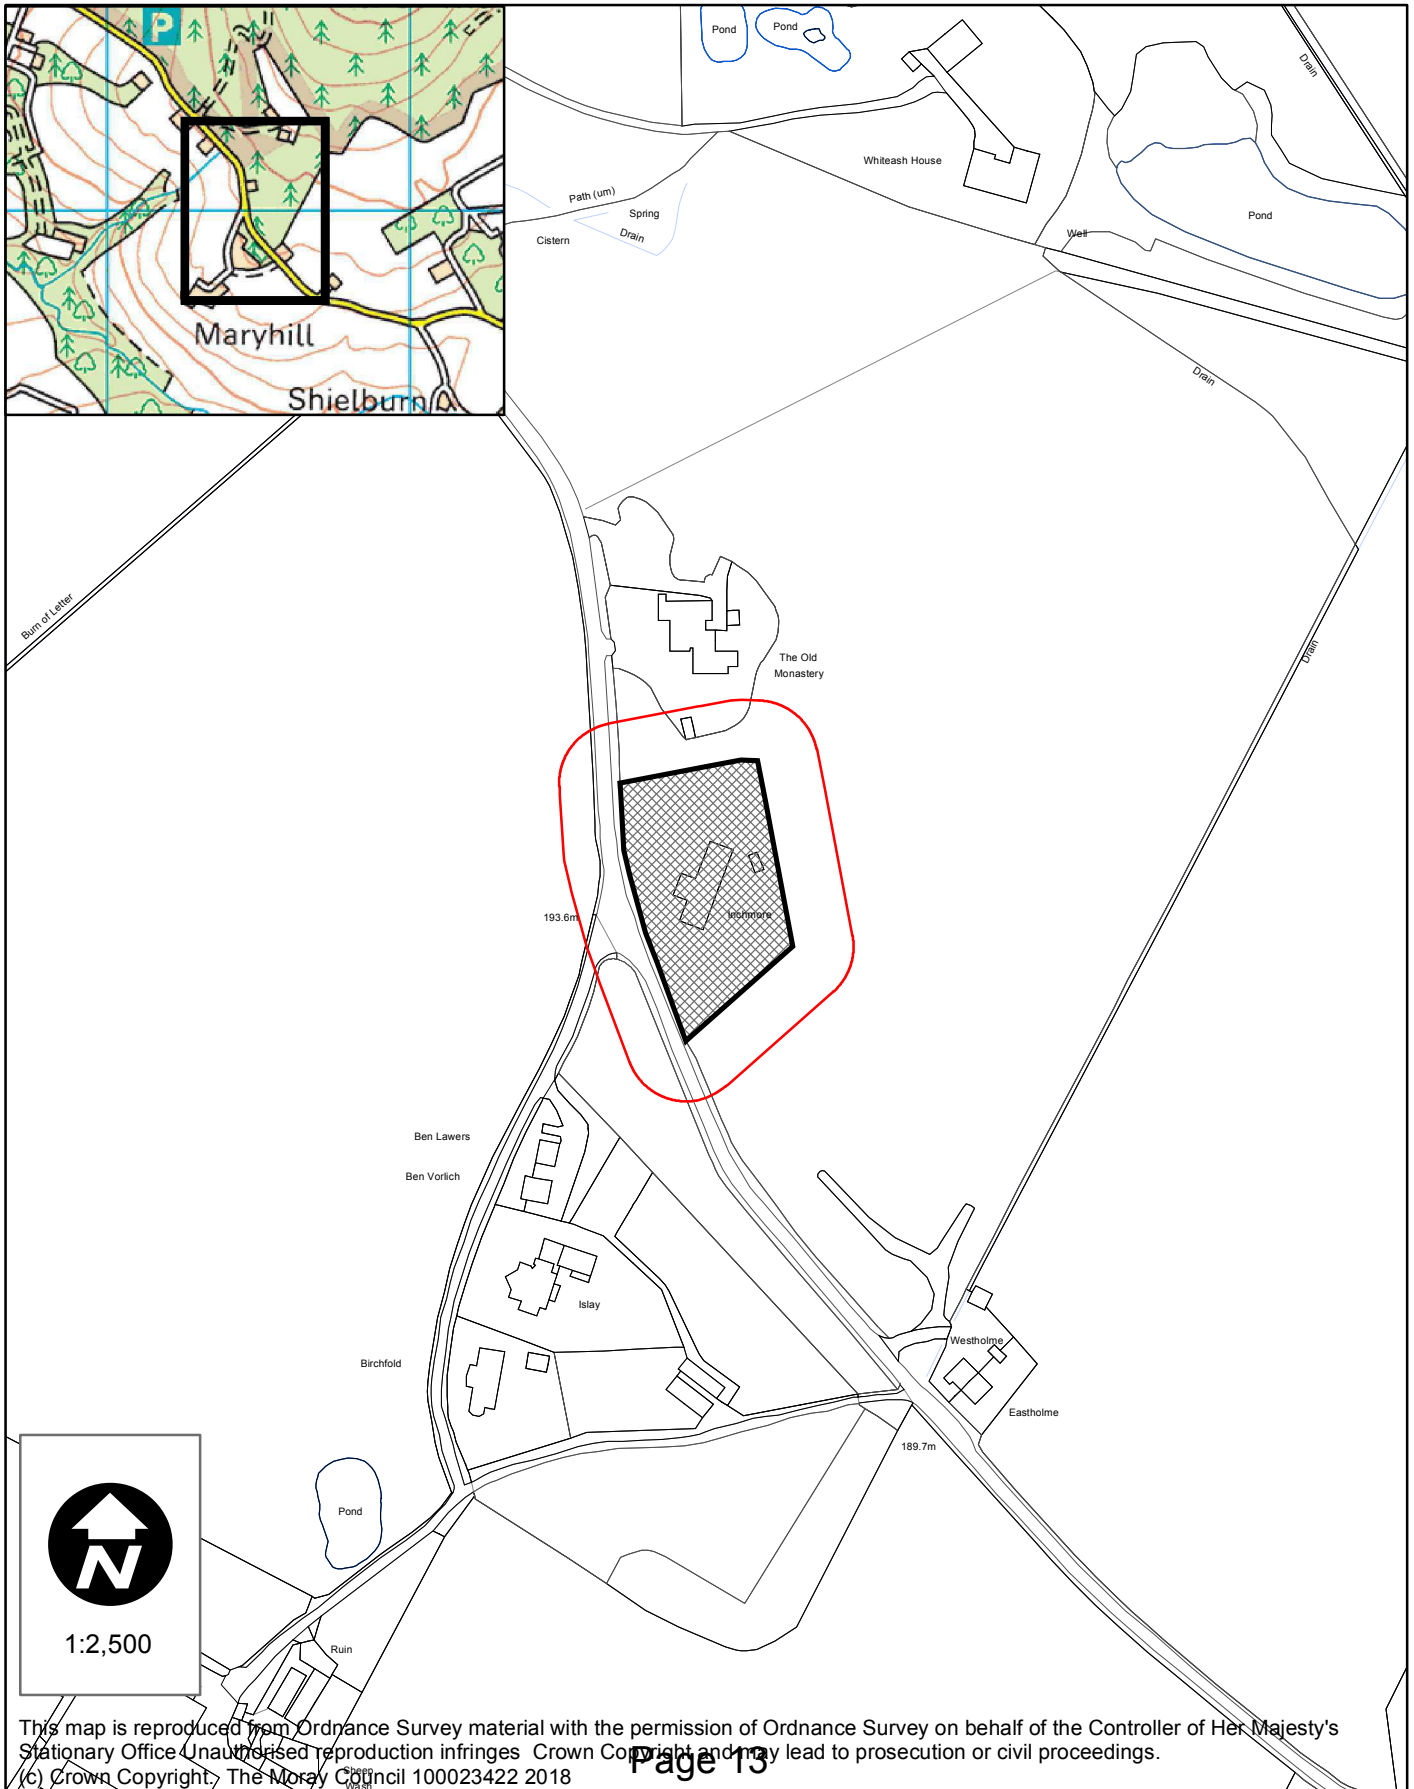 P
Maryhill
Shielburn
Pond
Pond
Drain
Whiteash House
Path (um)
Spring
Drain
Cistern
Well
Pond
Drain
Burn of Letter
Drain
The Old
Monastery
193.6m
Inchmore
Ben Lawers
Ben Vorlich
Islay
Birchfold
Westholme
Eastholme
189.7m
Pond
N
1:2,500
Ruin
This map is reproduced from Ordnance Survey material with the permission of Ordnance Survey on behalf of the Controller of Her Majesty's
Stationary Office Unauthorised reproduction infringes Crown Copyright and may lead to prosecution or civil proceedings.
(c) Crown Copyright. The Moray Council 100023422 2018
Page 13
Sheep
Wash